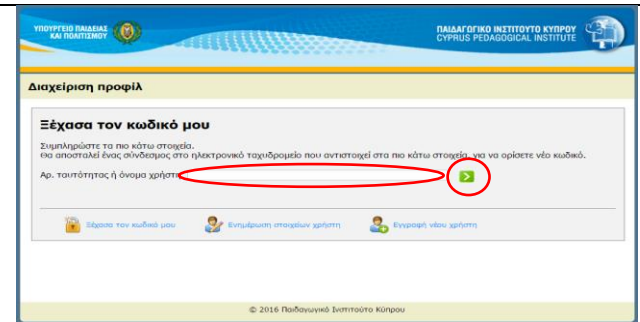 ΥΠΟΥΡΓΕΙΟ ΠΑΙΔΕΙΑΣ
ΚΑΙ ΠΟΛΙΤΙΣΜΟΥ
ΠΑΙΔΑΓΩΓΙΚΟ ΙΝΣΤΙΤΟΥΤΟ ΚΥΠΡΟΥ
CYPRUS PEDAGOGICAL INSTITUTE
Διαχείριση προφίλ
Ξέχασα τον κωδικό μου
Συμπληρώστε τα πιο κάτω στοιχεία.
Θα αποσταλεί ένας σύνδεσμος στο ηλεκτρονικό ταχυδρομείο που αντιστοιχεί στα πιο κάτω στοιχεία, για να ορίσετε νέο κωδικό.
Αρ. ταυτότητας ή όνομα χρήστη
Ξέχασα τον κωδικό μου Ενημέρωση στοιχείων χρήστη Εγγραφή νέου χρήστη
© 2016 Παιδαγωγικό Ινστιτούτο Κύπρου